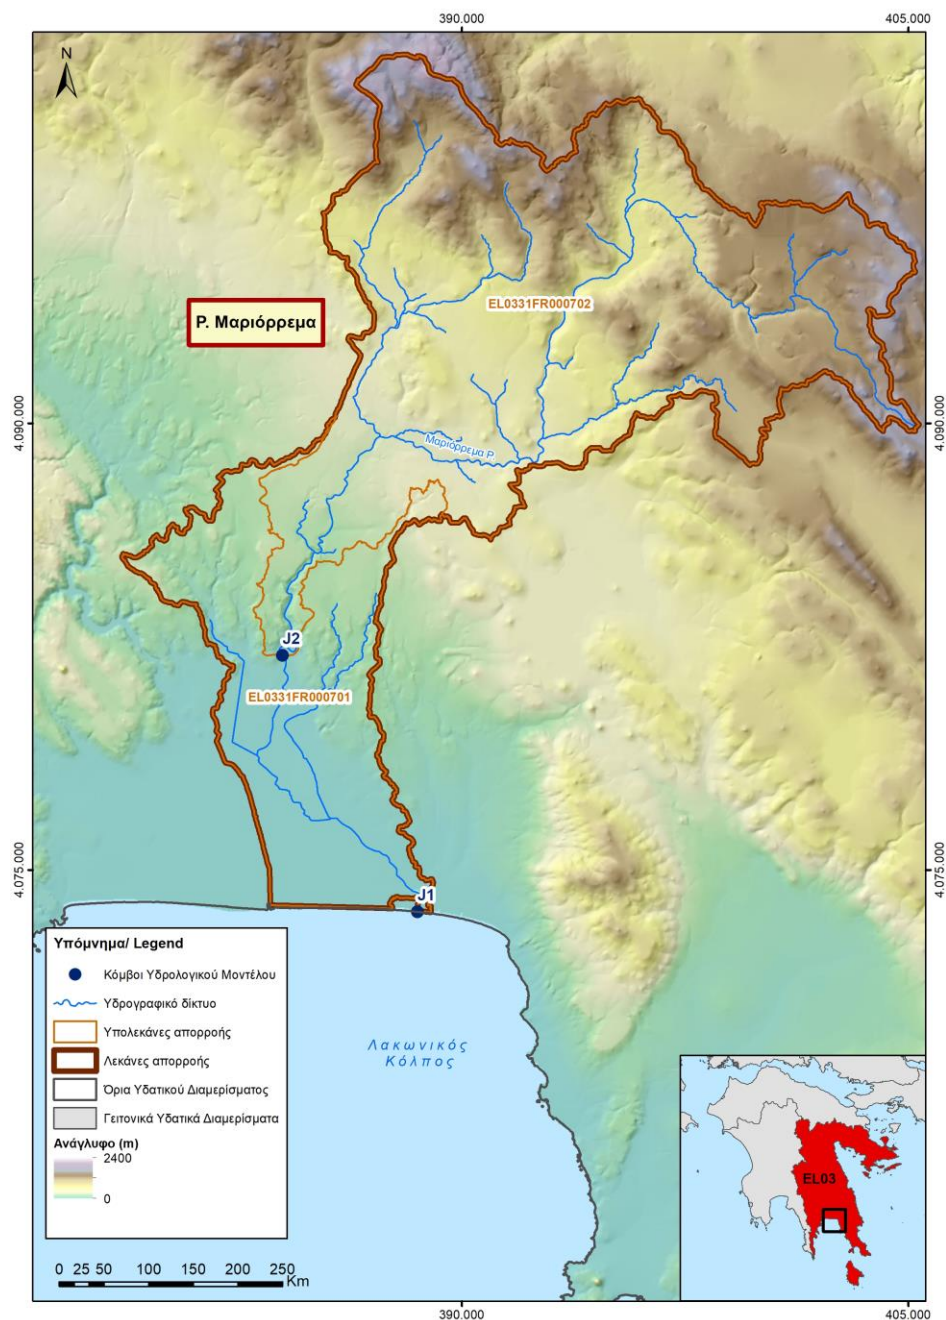 390.000
405.000
N
EL0331FR000702
Ρ. Μαριόρρεμα
4.090.000
4.090.000
Μαριόρρεμα Ρ.
J2
EL0331FR000701
4.075.000
4.075.000
J1
Υπόμνημα/ Legend
Κόμβοι Υδρολογικού Μοντέλου
Υδρογραφικό δίκτυο
Υπολεκάνες απορροής
Λεκάνες απορροής
Όρια Υδατικού Διαμερίσματος
Γειτονικά Υδατικά Διαμερίσματα
Ανάγλυφο (m)
2400
0
Λακωνικός
Κόλπος
EL03
0 25 50 100 150 200 250
Km
390.000
405.000